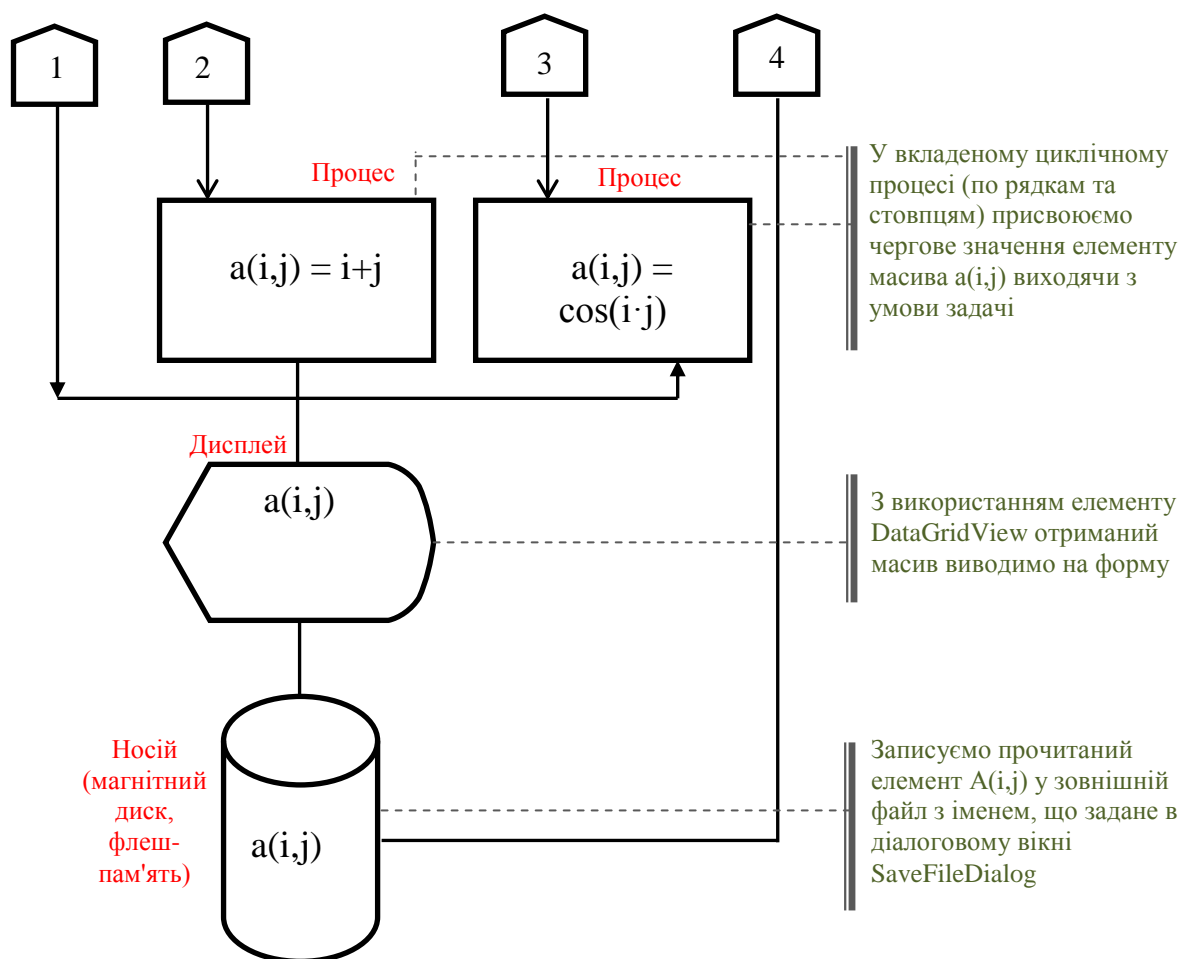 1
2
3
4
Процес
Процес
a(i,j) = i+j
a(i,j) =
cos(i·j)
У вкладеному циклічному
процесі (по рядкам та
стовпцям) присвоюємо
чергове значення елементу
масива a(i,j) виходячи з
умови задачі
Дисплей
a(i,j)
З використанням елементу
DataGridView отриманий
масив виводимо на форму
Носій
(магнітний
диск,
флеш-
пам'ять)
a(i,j)
Записуємо прочитаний
елемент A(i,j) у зовнішній
файл з іменем, що задане в
діалоговому вікні
SaveFileDialog